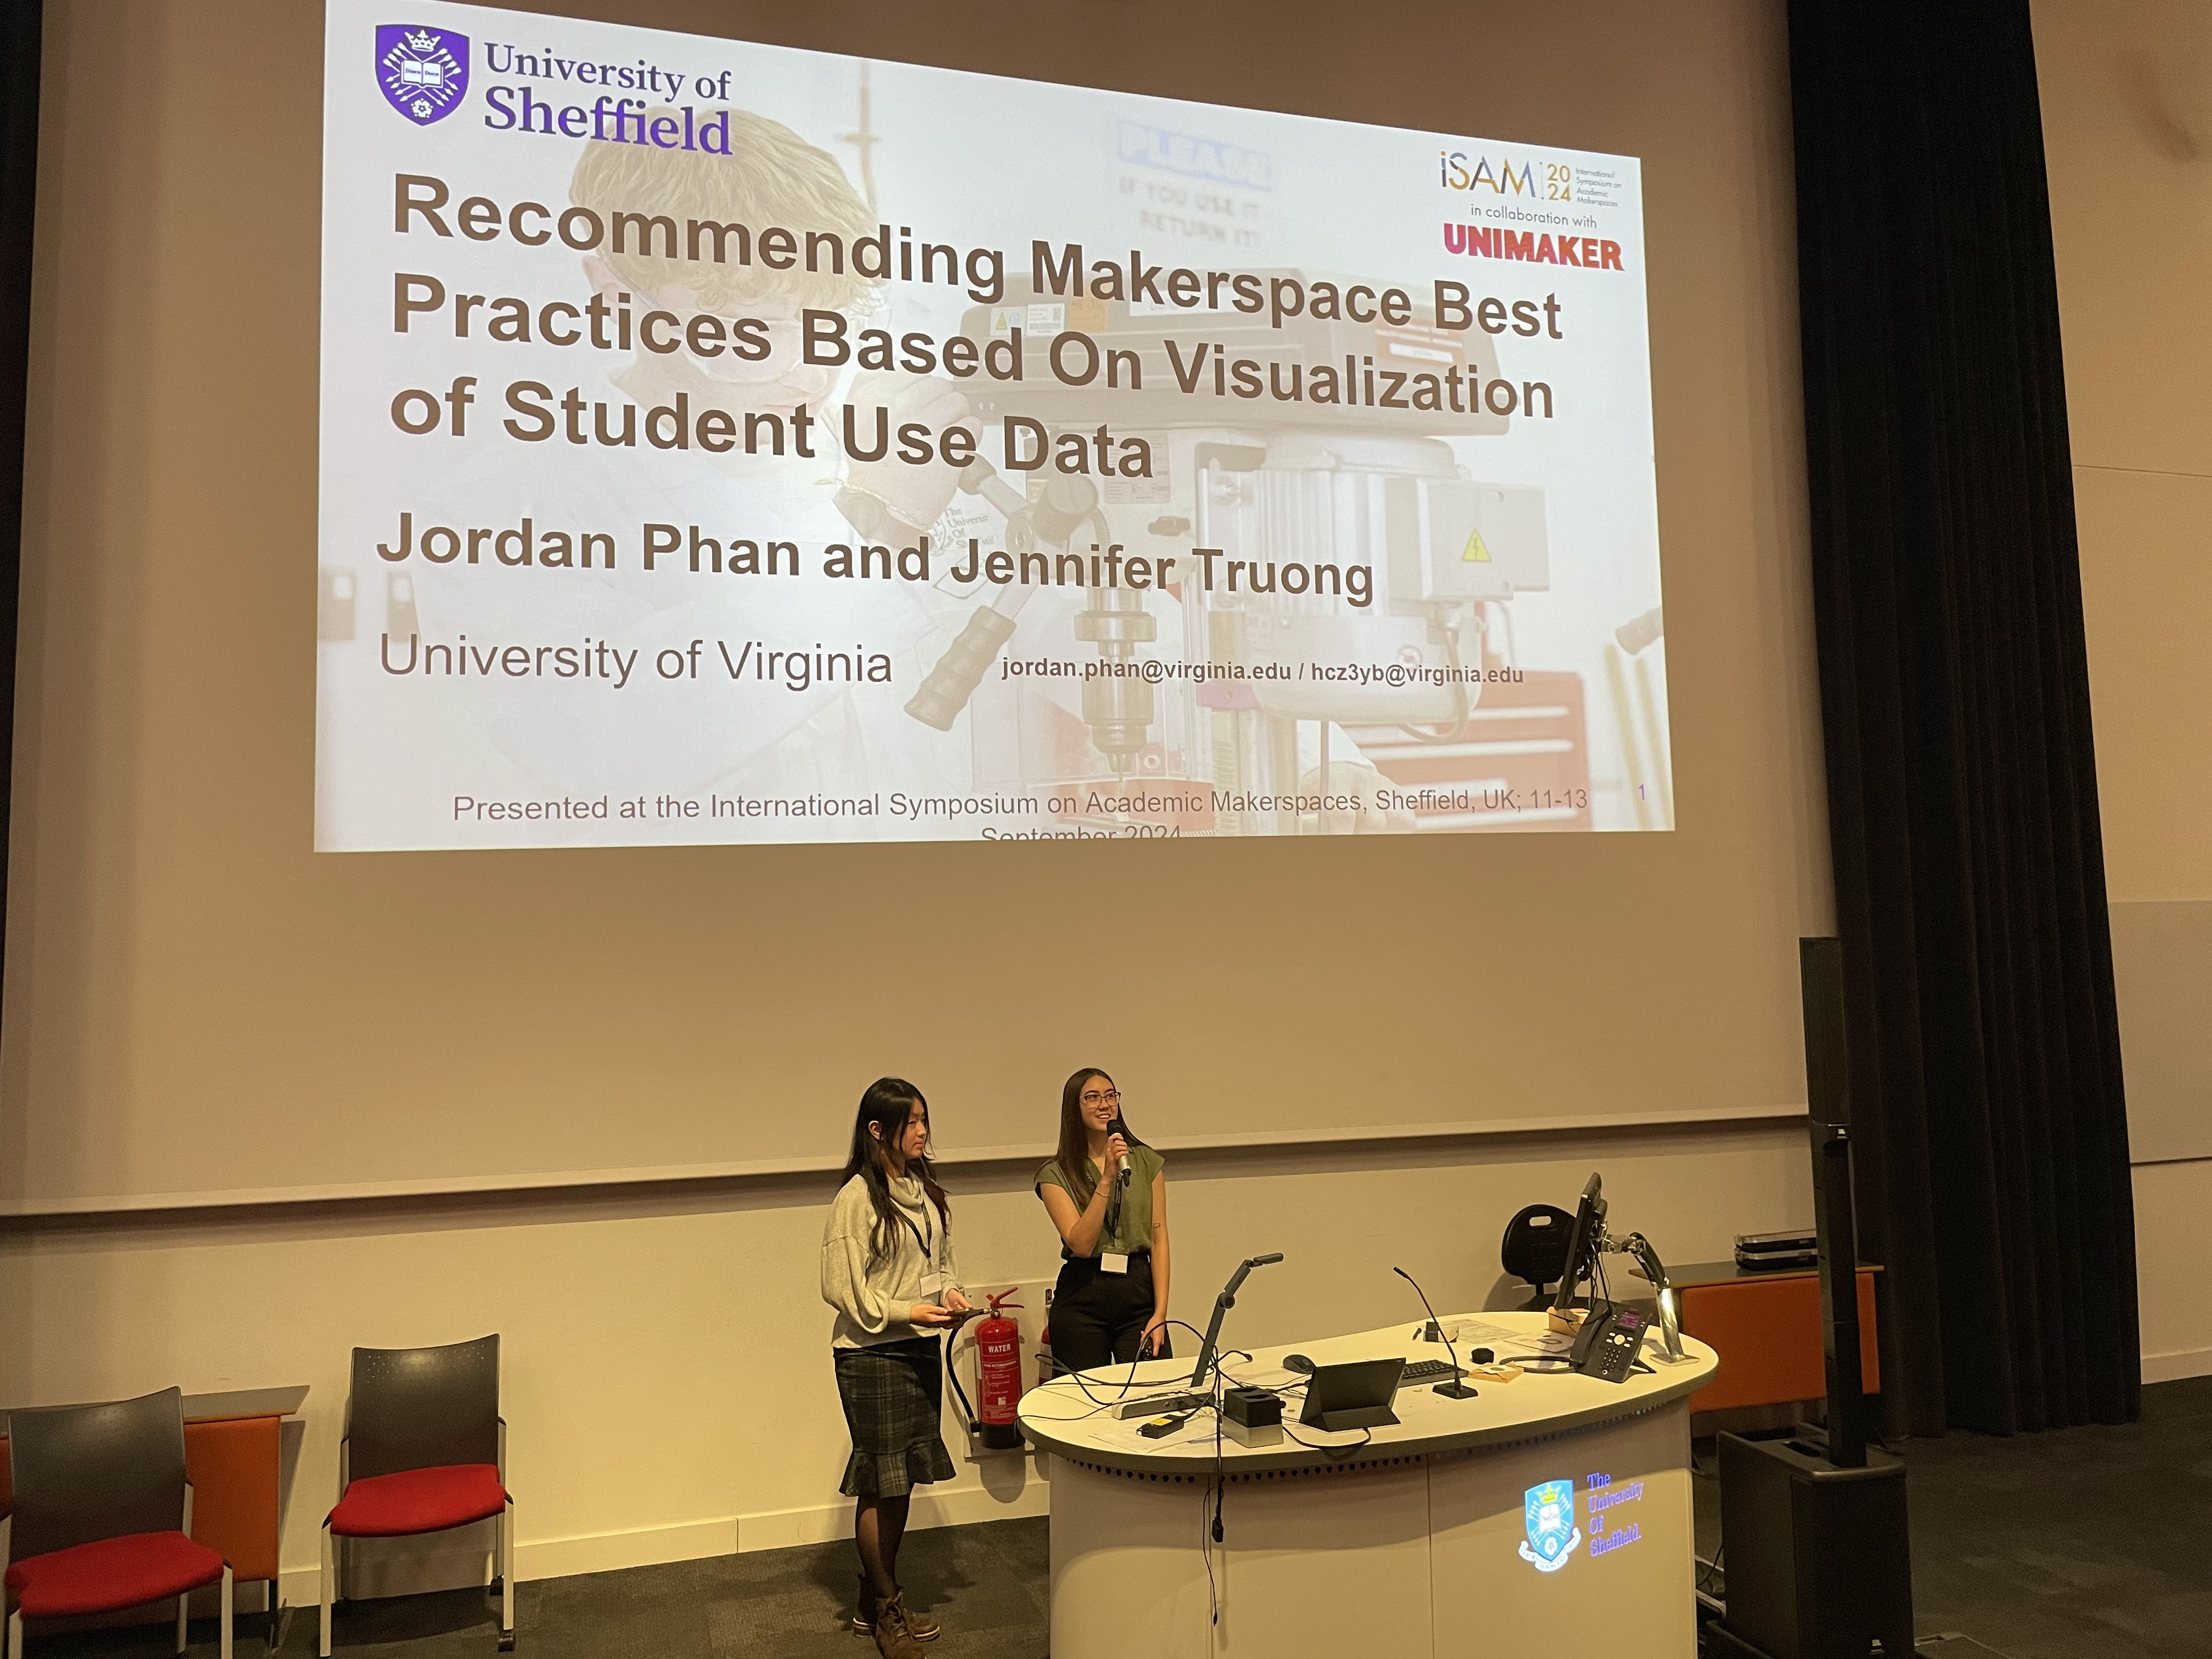 University of
Sheffield
iSAM 20 24
International
Symposium on
Academic
Makerspaces
in collaboration with
UNIMAKER
PLEASE
IF YOU USE IT
RETURN IT!
Recommending Makerspace Best
Practices Based On Visualization
of Student Use Data
Jordan Phan and Jennifer Truong
University of Virginia
jordan.phan@virginia.edu / hcz3yb@virginia.edu
Presented at the International Symposium on Academic Makerspaces, Sheffield, UK; 11-13
September 2024
1
WATER
The
University
Of
Sheffield.